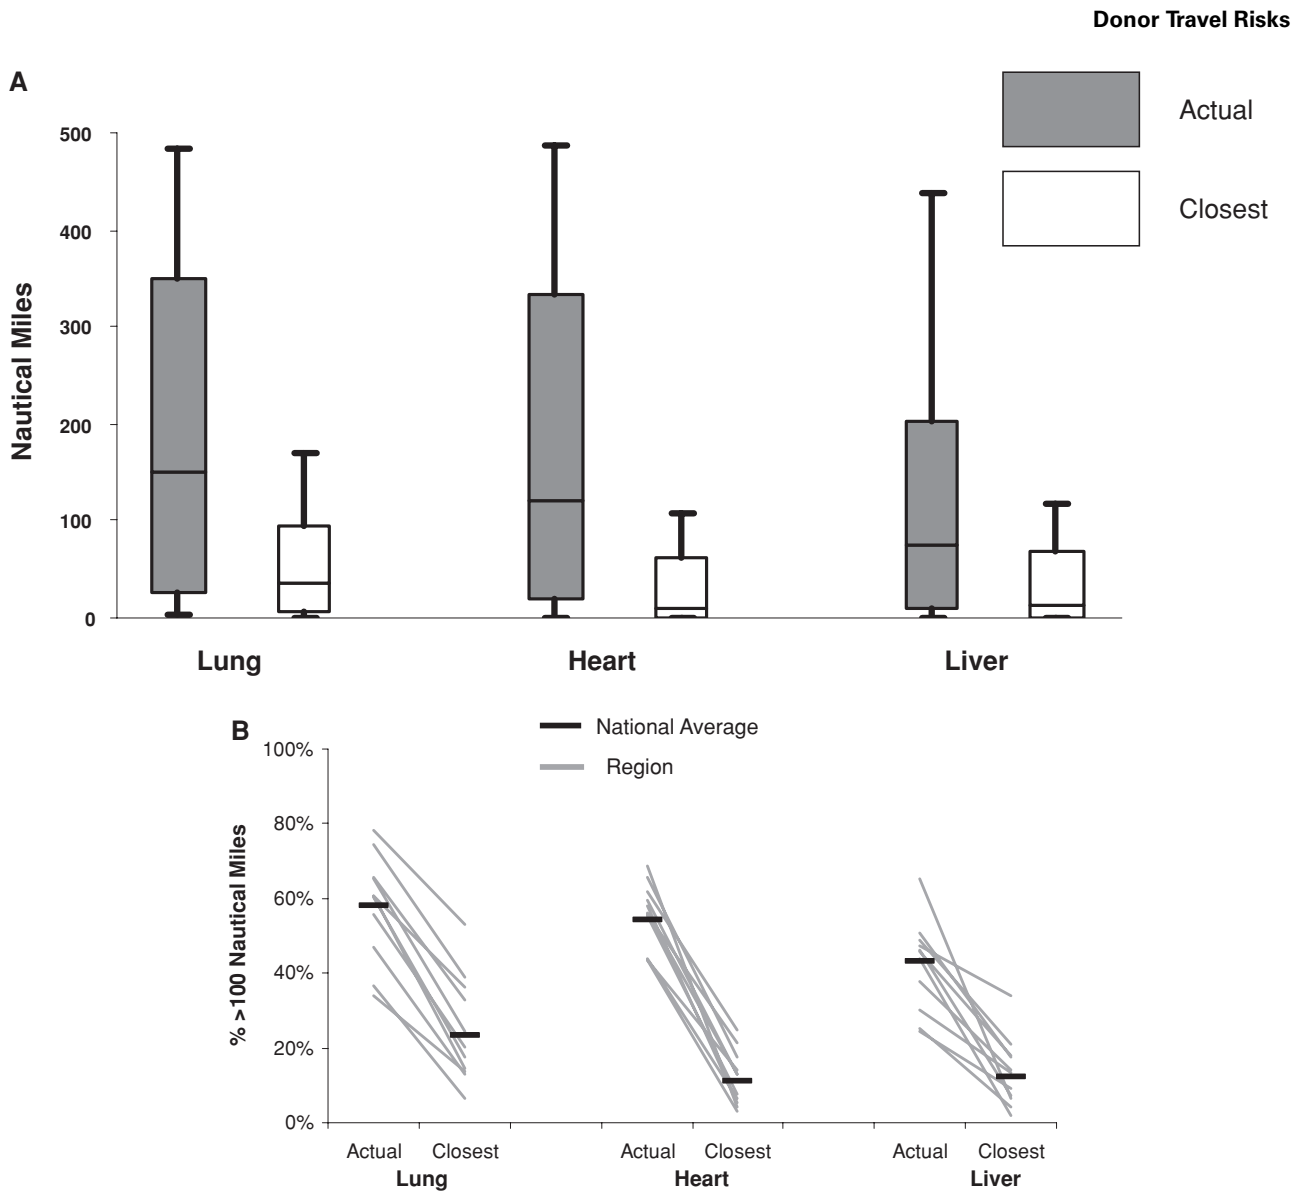 Donor Travel Risks
A
Actual
Closest
500
400
300
200
100
0
Nautical Miles
Lung Heart Liver
B
National Average
Region
100%
80%
60%
40%
20%
0%
% >100 Nautical Miles
Actual Closest Actual Closest Actual Closest
Lung Heart Liver